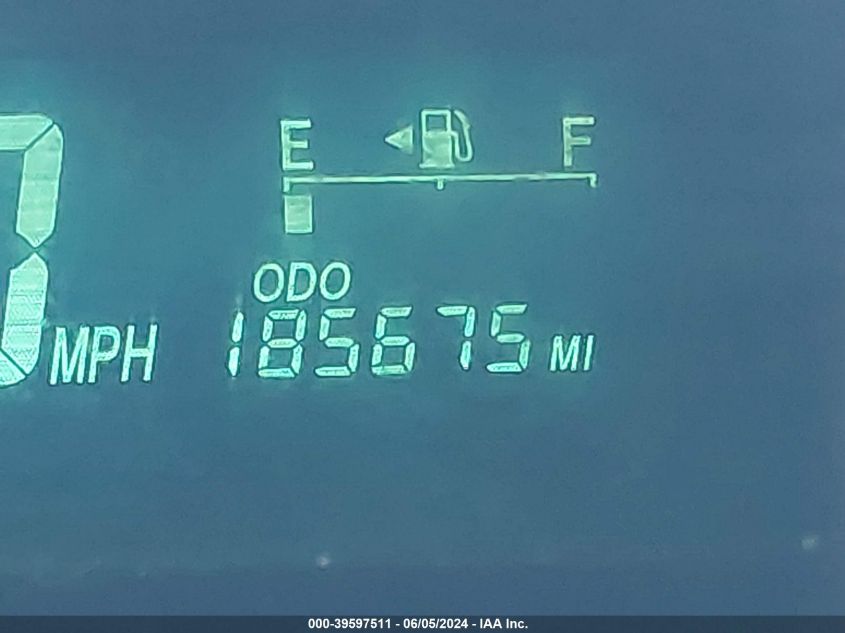 E F
ODO
185675 MI
MPH
000-39597511 - 06/05/2024 - IAA Inc.